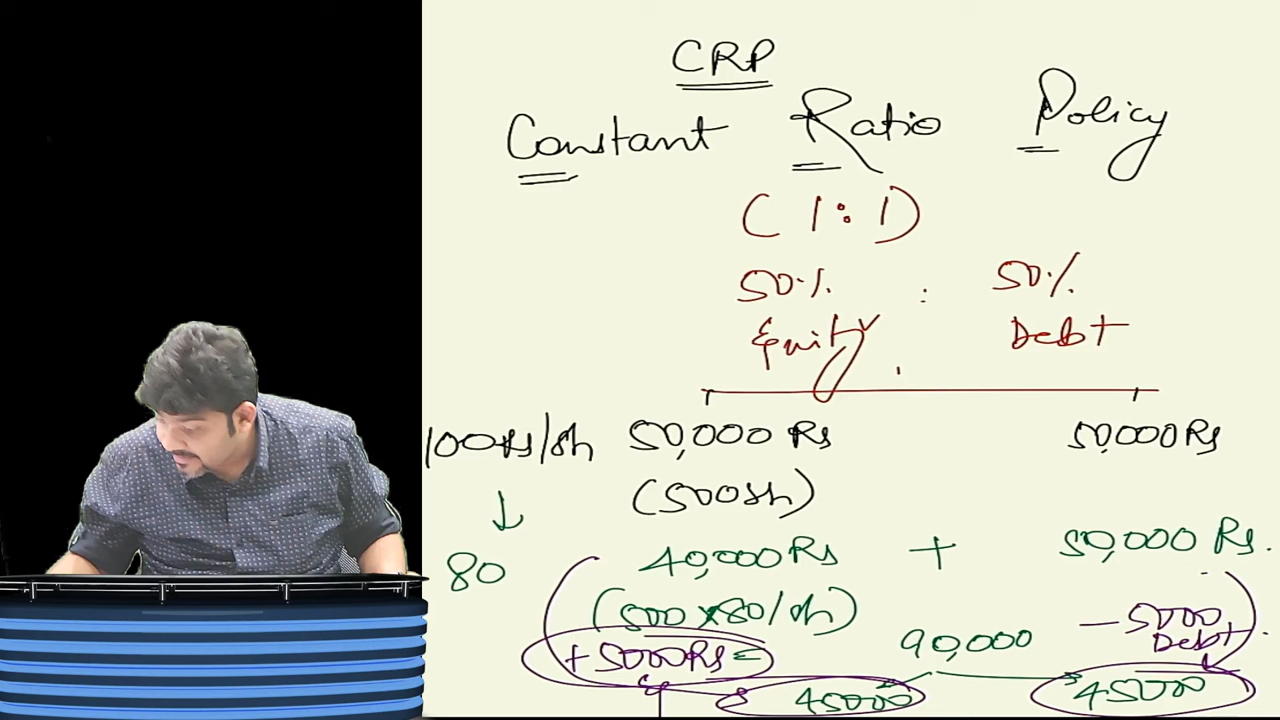 CRP
Constant Ratio Policy
(1:1)
50% : 50%
Equity Debt
100Rs/sh 50,000 Rs 50,000 Rs
(500sh)
80 40,000 Rs + 50,000 Rs.
(500 x 80/sh) - 5000
90,000 Debt.
+ 5000Rs E
45000 45000